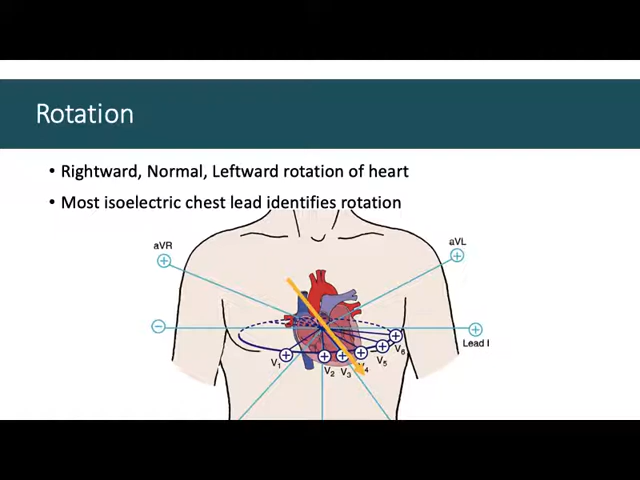 Rotation
• Rightward, Normal, Leftward rotation of heart
• Most isoelectric chest lead identifies rotation
aVR
aVL
Lead I
V1
V2
V3
V4
V5
V6